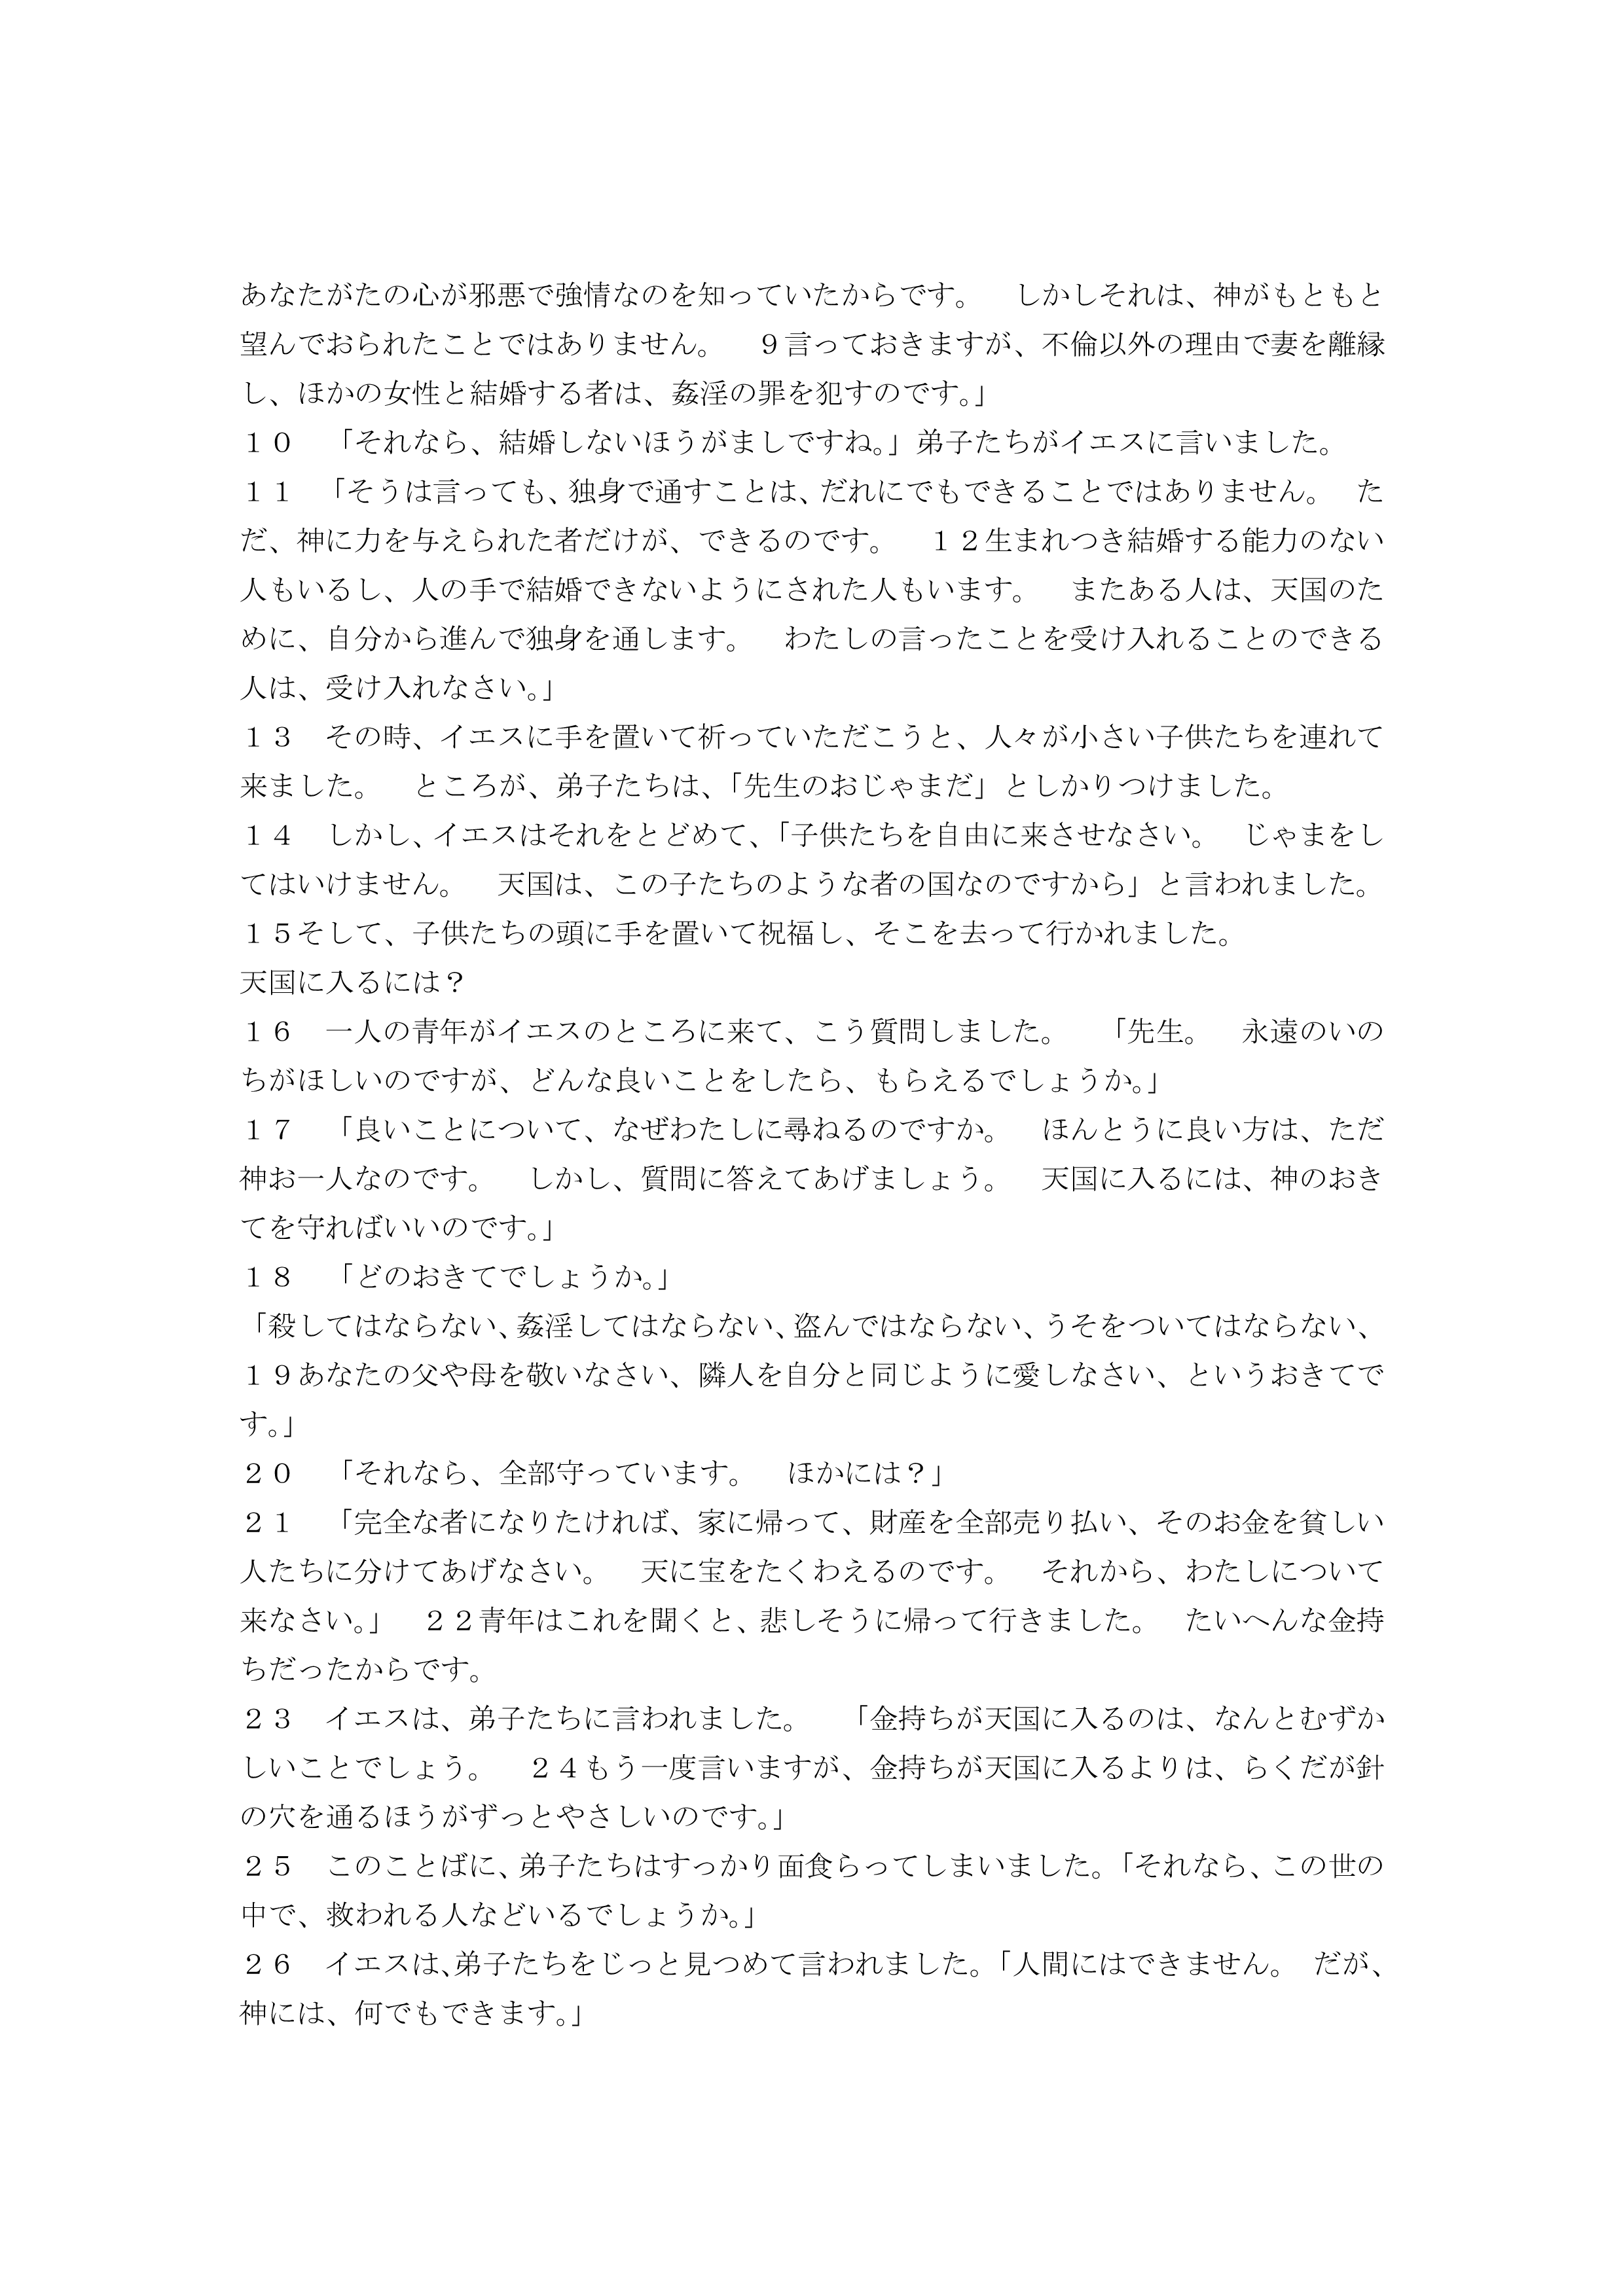 あなたがたの心が邪悪で強情なのを知っていたからです。　しかしそれは、神がもともと
望んでおられたことではありません。　９言っておきますが、不倫以外の理由で妻を離縁
し、ほかの女性と結婚する者は、姦淫の罪を犯すのです。」
１０　「それなら、結婚しないほうがましですね。」弟子たちがイエスに言いました。
１１　「そうは言っても、独身で通すことは、だれにでもできることではありません。　た
だ、神に力を与えられた者だけが、できるのです。　１２生まれつき結婚する能力のない
人もいるし、人の手で結婚できないようにされた人もいます。　またある人は、天国のた
めに、自分から進んで独身を通します。　わたしの言ったことを受け入れることのできる
人は、受け入れなさい。」
１３　その時、イエスに手を置いて祈っていただこうと、人々が小さい子供たちを連れて
来ました。　ところが、弟子たちは、「先生のおじゃまだ」としかりつけました。
１４　しかし、イエスはそれをとどめて、「子供たちを自由に来させなさい。　じゃまをし
てはいけません。　天国は、この子たちのような者の国なのですから」と言われました。
１５そして、子供たちの頭に手を置いて祝福し、そこを去って行かれました。
天国に入るには？
１６　一人の青年がイエスのところに来て、こう質問しました。　「先生。　永遠のいの
ちがほしいのですが、どんな良いことをしたら、もらえるでしょうか。」
１７　「良いことについて、なぜわたしに尋ねるのですか。　ほんとうに良い方は、ただ
神お一人なのです。　しかし、質問に答えてあげましょう。　天国に入るには、神のおき
てを守ればいいのです。」
１８　「どのおきてでしょうか。」
「殺してはならない、姦淫してはならない、盗んではならない、うそをついてはならない、
１９あなたの父や母を敬いなさい、隣人を自分と同じように愛しなさい、というおきてで
す。」
２０　「それなら、全部守っています。　ほかには？」
２１　「完全な者になりたければ、家に帰って、財産を全部売り払い、そのお金を貧しい
人たちに分けてあげなさい。　天に宝をたくわえるのです。　それから、わたしについて
来なさい。」　２２青年はこれを聞くと、悲しそうに帰って行きました。　たいへんな金持
ちだったからです。
２３　イエスは、弟子たちに言われました。　「金持ちが天国に入るのは、なんとむずか
しいことでしょう。　２４もう一度言いますが、金持ちが天国に入るよりは、らくだが針
の穴を通るほうがずっとやさしいのです。」
２５　このことばに、弟子たちはすっかり面食らってしまいました。「それなら、この世の
中で、救われる人などいるでしょうか。」
２６　イエスは、弟子たちをじっと見つめて言われました。「人間にはできません。　だが、
神には、何でもできます。」